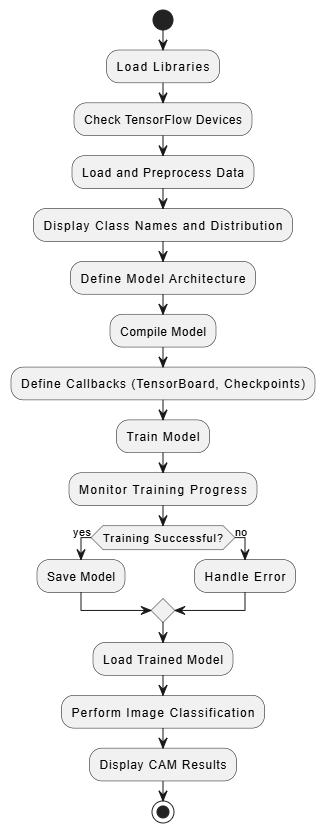 Load Libraries
Check TensorFlow Devices
Load and Preprocess Data
Display Class Names and Distribution
Define Model Architecture
Compile Model
Define Callbacks (TensorBoard, Checkpoints)
Train Model
Monitor Training Progress
yes
Training Successful?
no
Save Model
Handle Error
Load Trained Model
Perform Image Classification
Display CAM Results